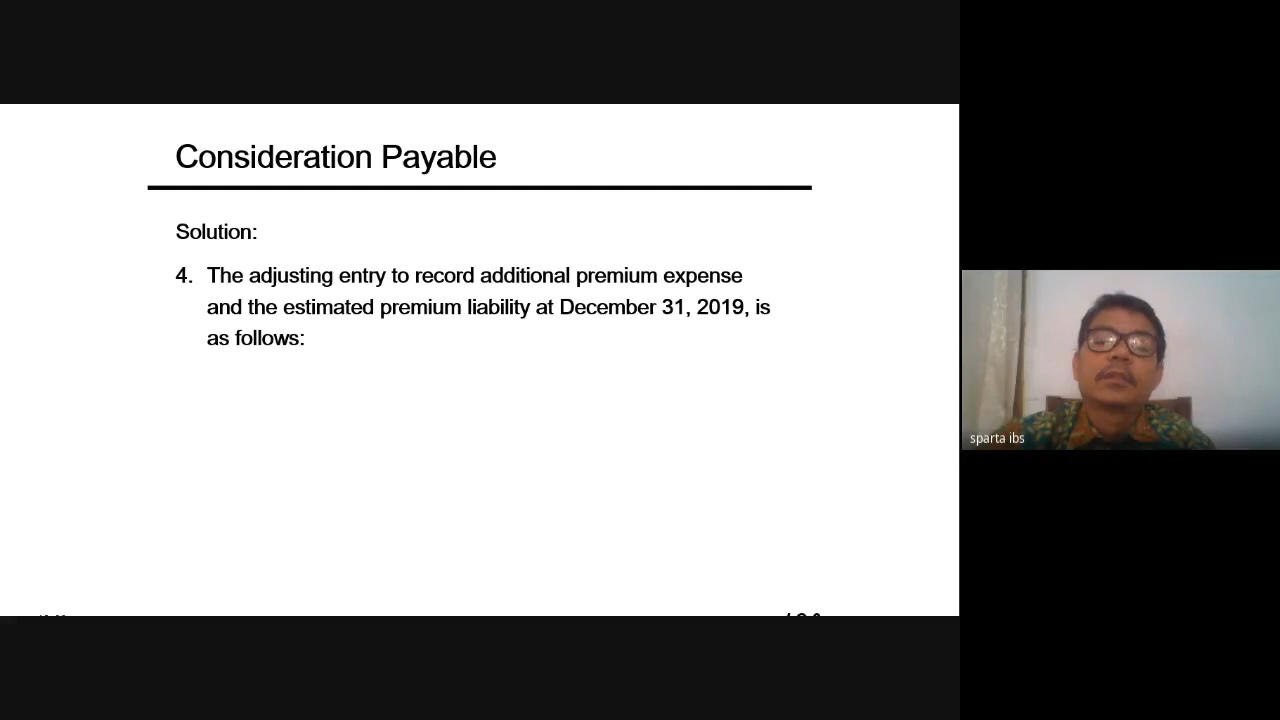 Consideration Payable
Solution:
4. The adjusting entry to record additional premium expense
and the estimated premium liability at December 31, 2019, is
as follows:
sparta ibs